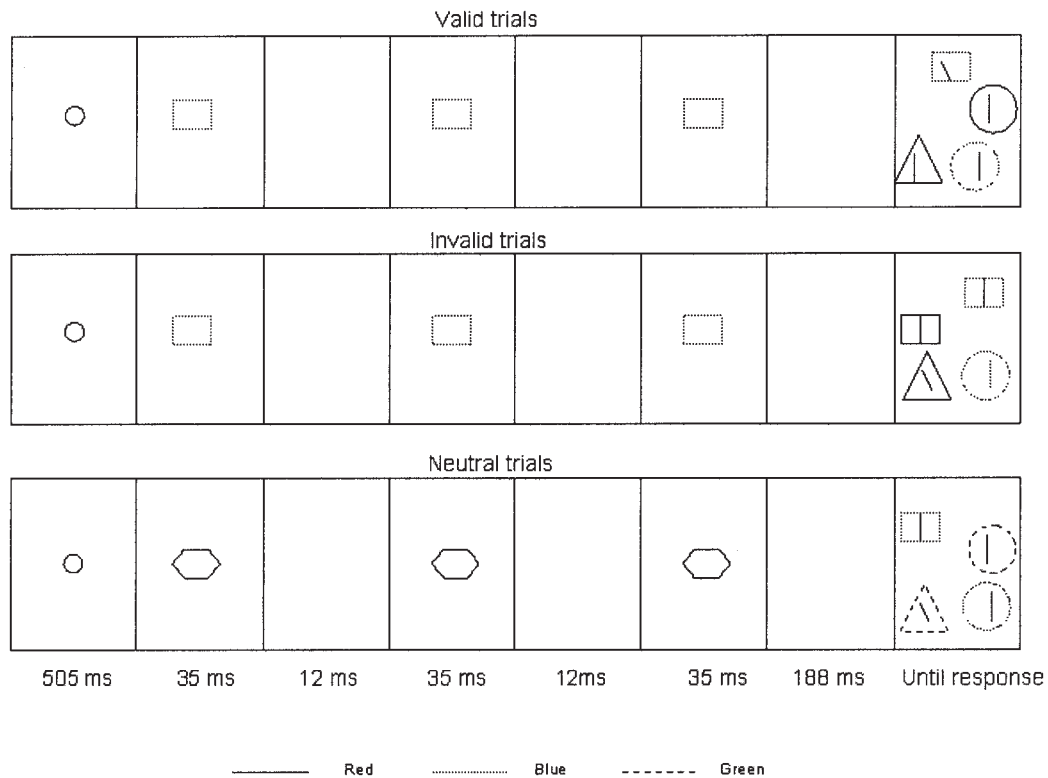 Valid trials
Invalid trials
Neutral trials
505 ms 35 ms 12 ms 35 ms 12ms 35 ms 188 ms Until response
Red Blue Green